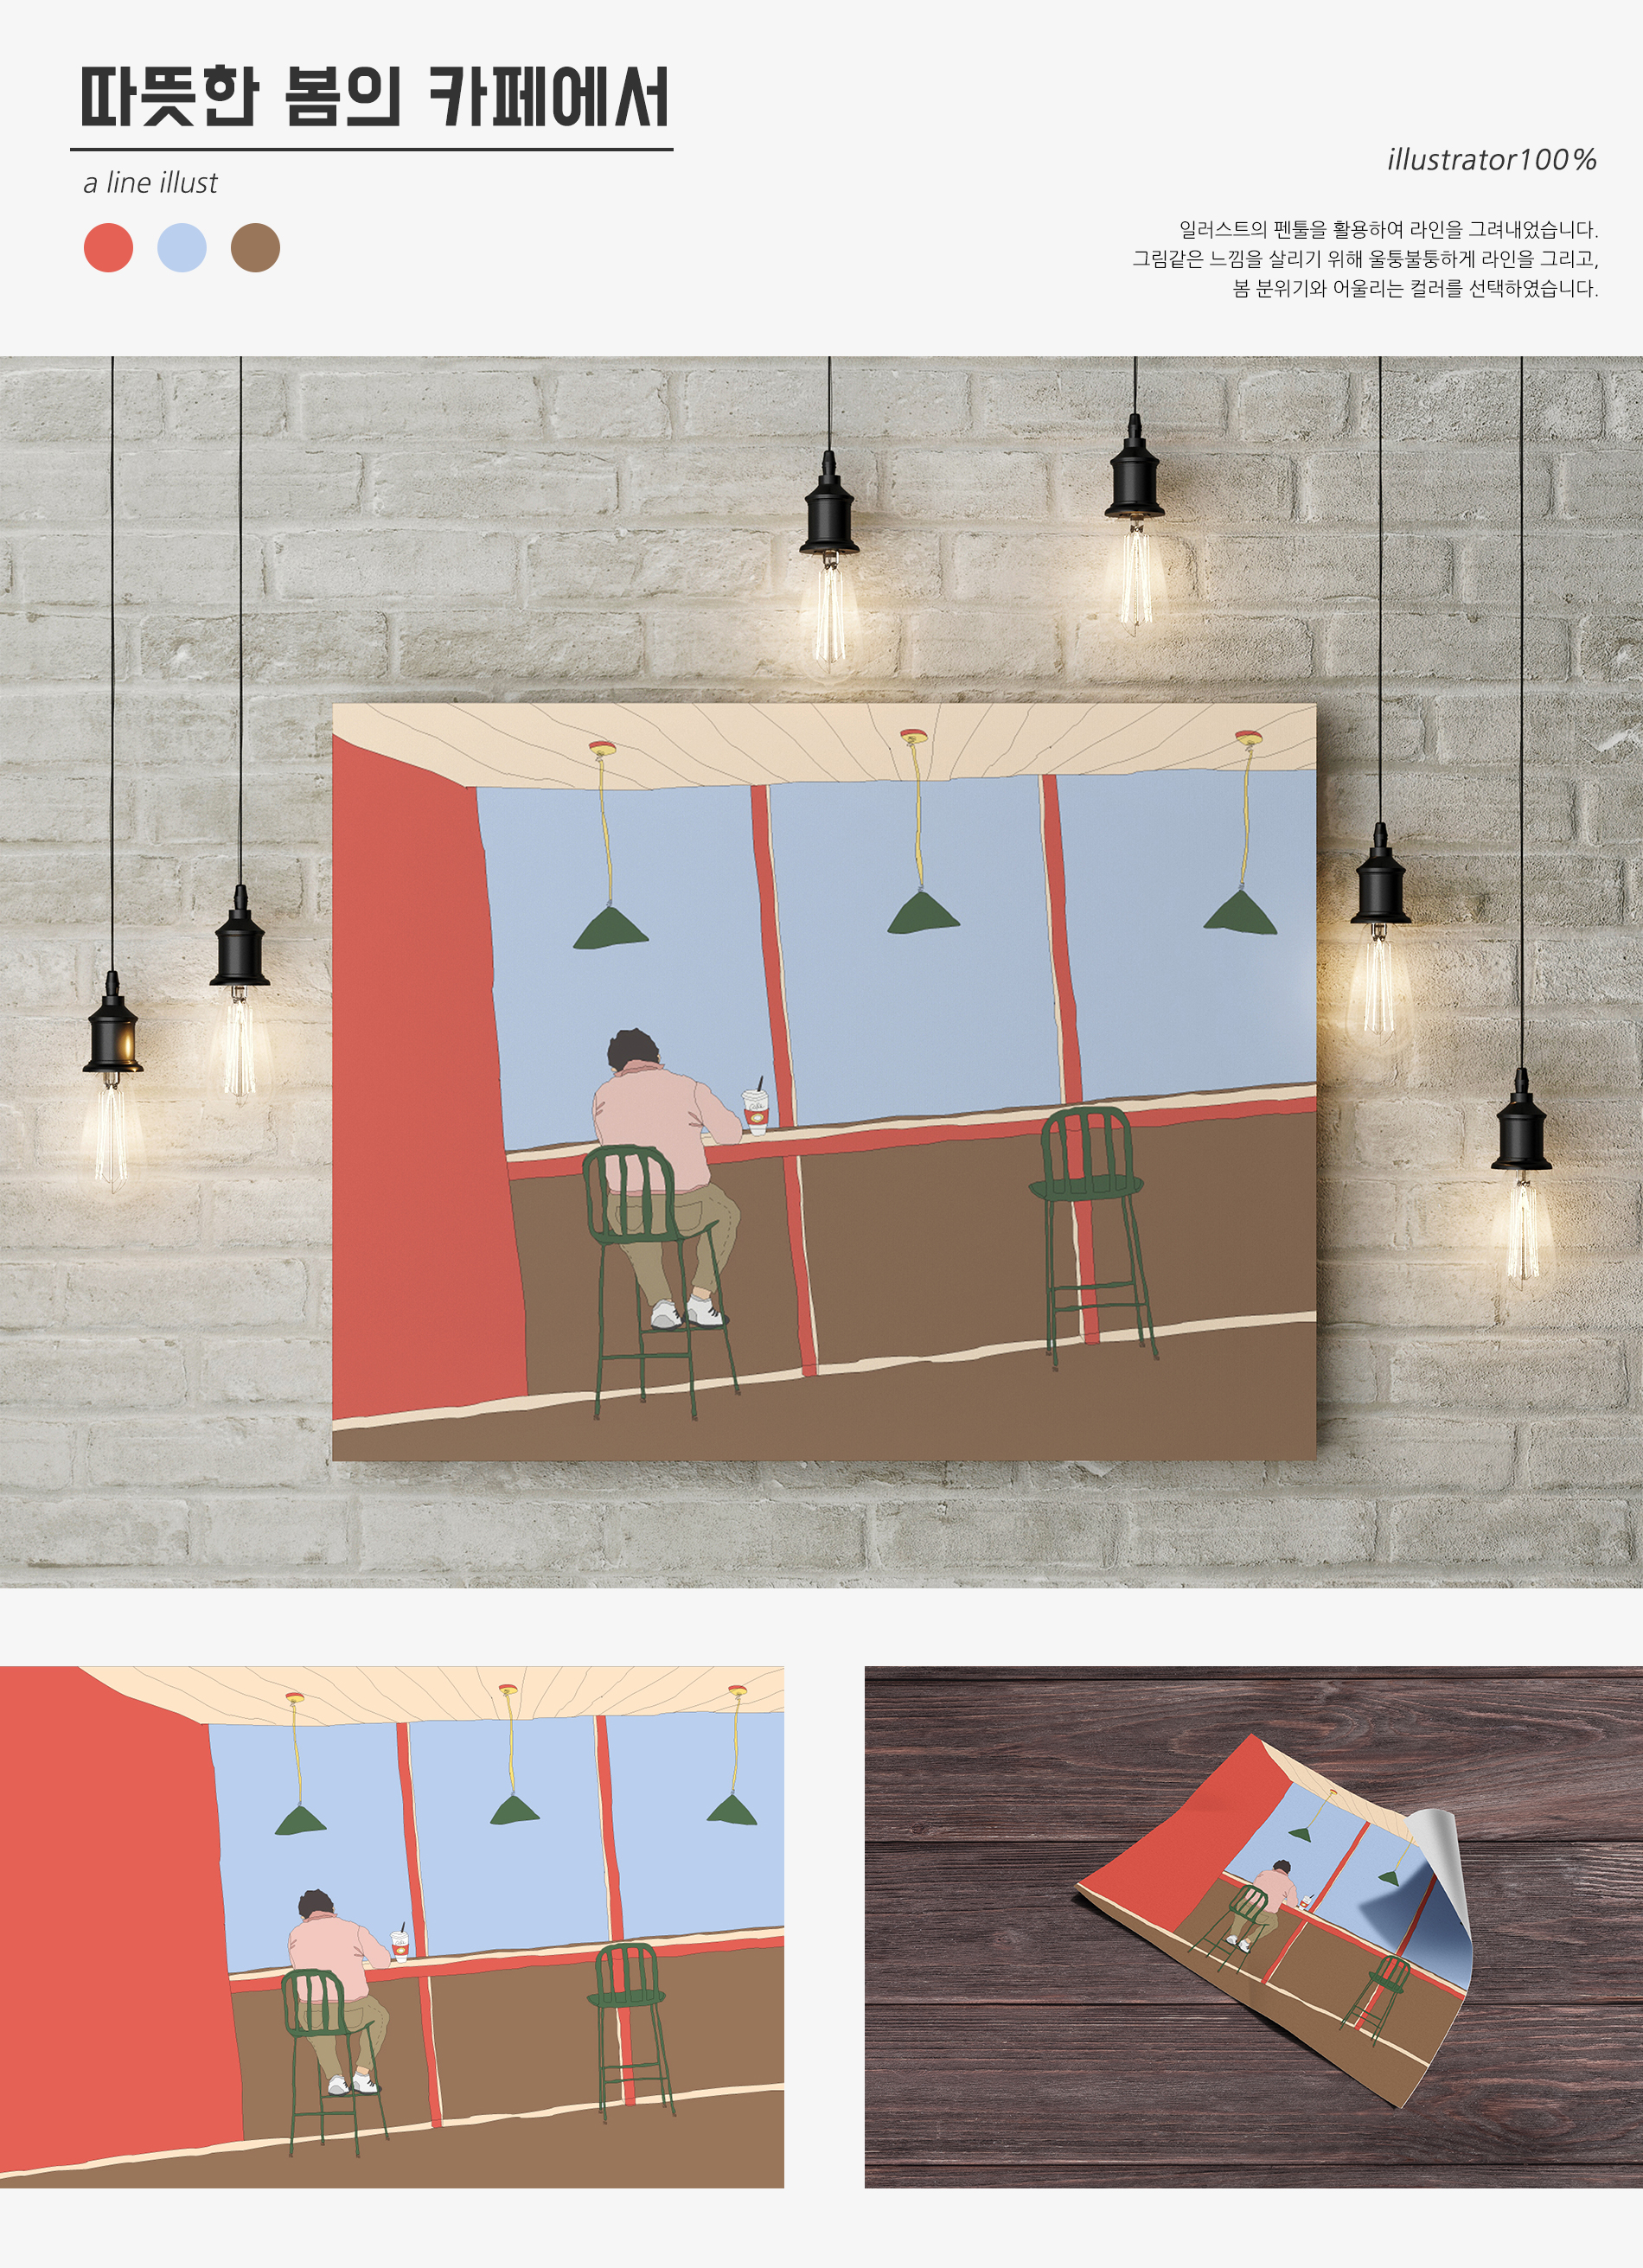 따뜻한 봄의 카페에서
a line illust
illustrator100%
일러스트의 펜툴을 활용하여 라인을 그려내었습니다.
그림같은 느낌을 살리기 위해 울퉁불퉁하게 라인을 그리고,
봄 분위기와 어울리는 컬러를 선택하였습니다.